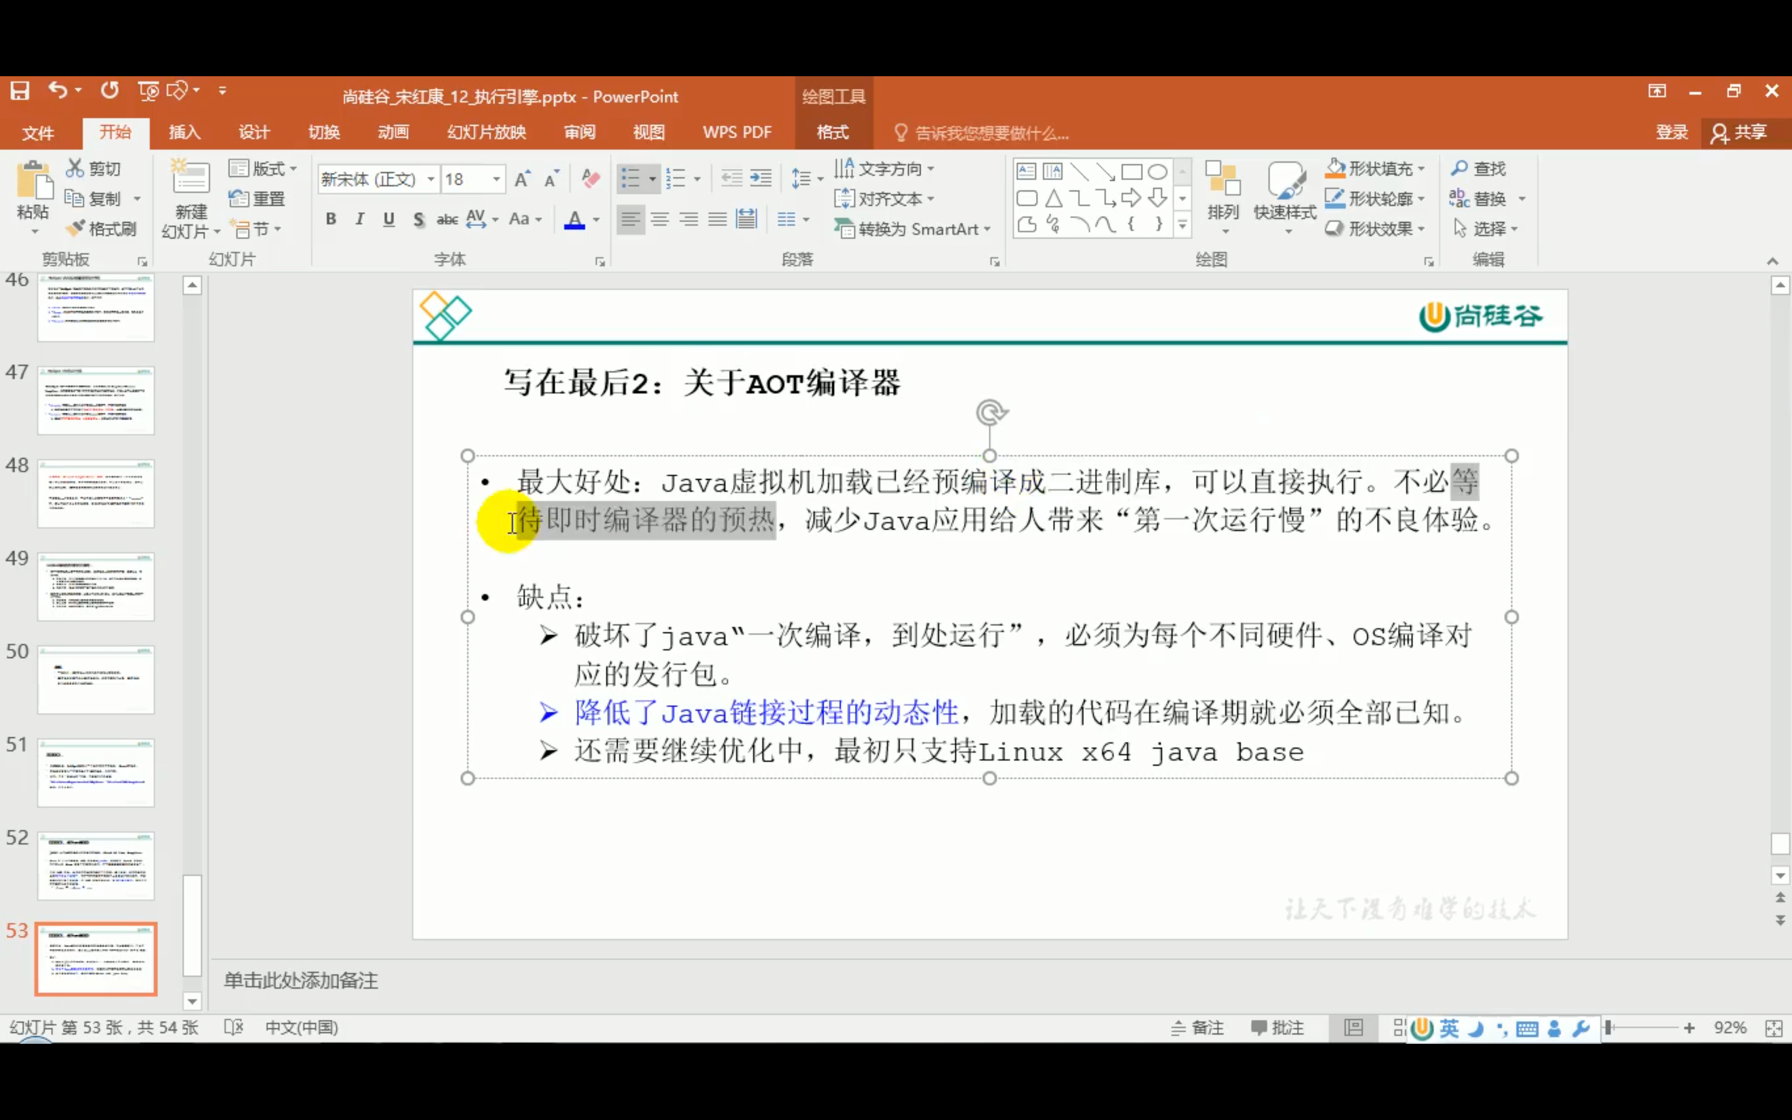 尚硅谷_宋红康_12_执行引擎.pptx - PowerPoint
绘图工具
文件 开始 插入 设计 切换 动画 幻灯片放映 审阅 视图 WPS PDF 格式 告诉我您想要做什么... 登录 共享
粘贴 剪切 复制 格式刷 剪贴板
新建幻灯片 版式 重置 节 幻灯片
新宋体 (正文) 18 B I U S abc AV Aa A 字体
文字方向 对齐文本 转换为 SmartArt 段落
排列 快速样式 形状填充 形状轮廓 形状效果 绘图
查找 替换 选择 编辑
46
47
48
49
50
51
52
53
尚硅谷
写在最后2：关于AOT编译器
• 最大好处：Java虚拟机加载已经预编译成二进制库，可以直接执行。不必等
待即时编译器的预热，减少Java应用给人带来“第一次运行慢”的不良体验。
• 缺点：
➢ 破坏了java“一次编译，到处运行”，必须为每个不同硬件、OS编译对
应的发行包。
➢ 降低了Java链接过程的动态性，加载的代码在编译期就必须全部已知。
➢ 还需要继续优化中，最初只支持Linux x64 java base
让天下没有难学的技术
单击此处添加备注
幻灯片 第 53 张，共 54 张 中文(中国) 备注 批注 英 92%